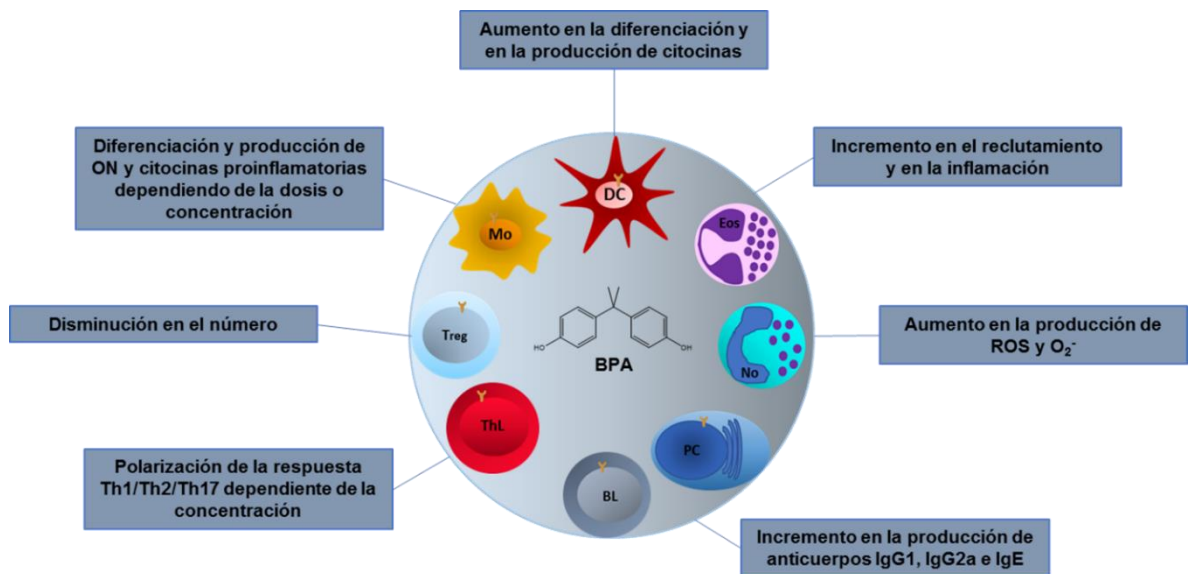 Aumento en la diferenciación y
en la producción de citocinas
Diferenciación y producción de
ON y citocinas proinflamatorias
dependiendo de la dosis o
concentración
Incremento en el reclutamiento
y en la inflamación
DC
Mo
Eos
Disminución en el número
Treg
HO
OH
BPA
No
Aumento en la producción de
ROS y O₂⁻
ThL
PC
BL
Polarización de la respuesta
Th1/Th2/Th17 dependiente de la
concentración
Incremento en la producción de
anticuerpos IgG1, IgG2a e IgE